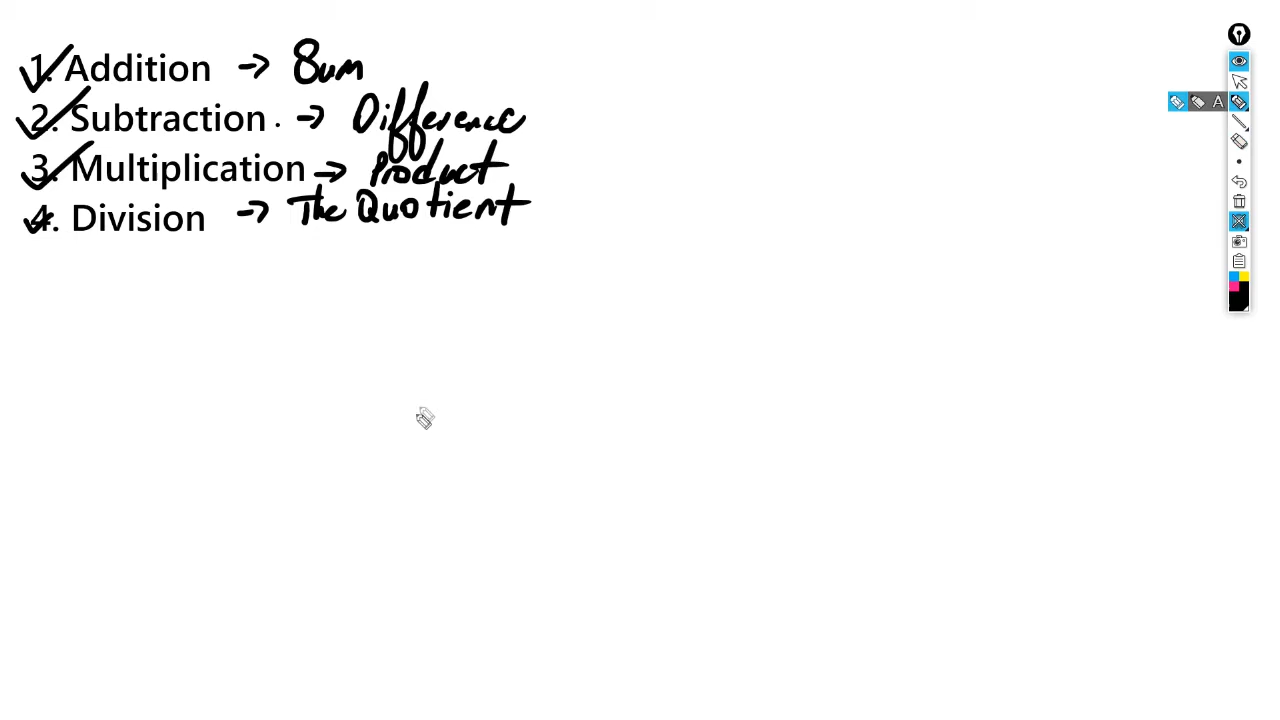 1. Addition -> Sum
2. Subtraction . -> Difference
3. Multiplication -> Product
4. Division -> The Quotient
A